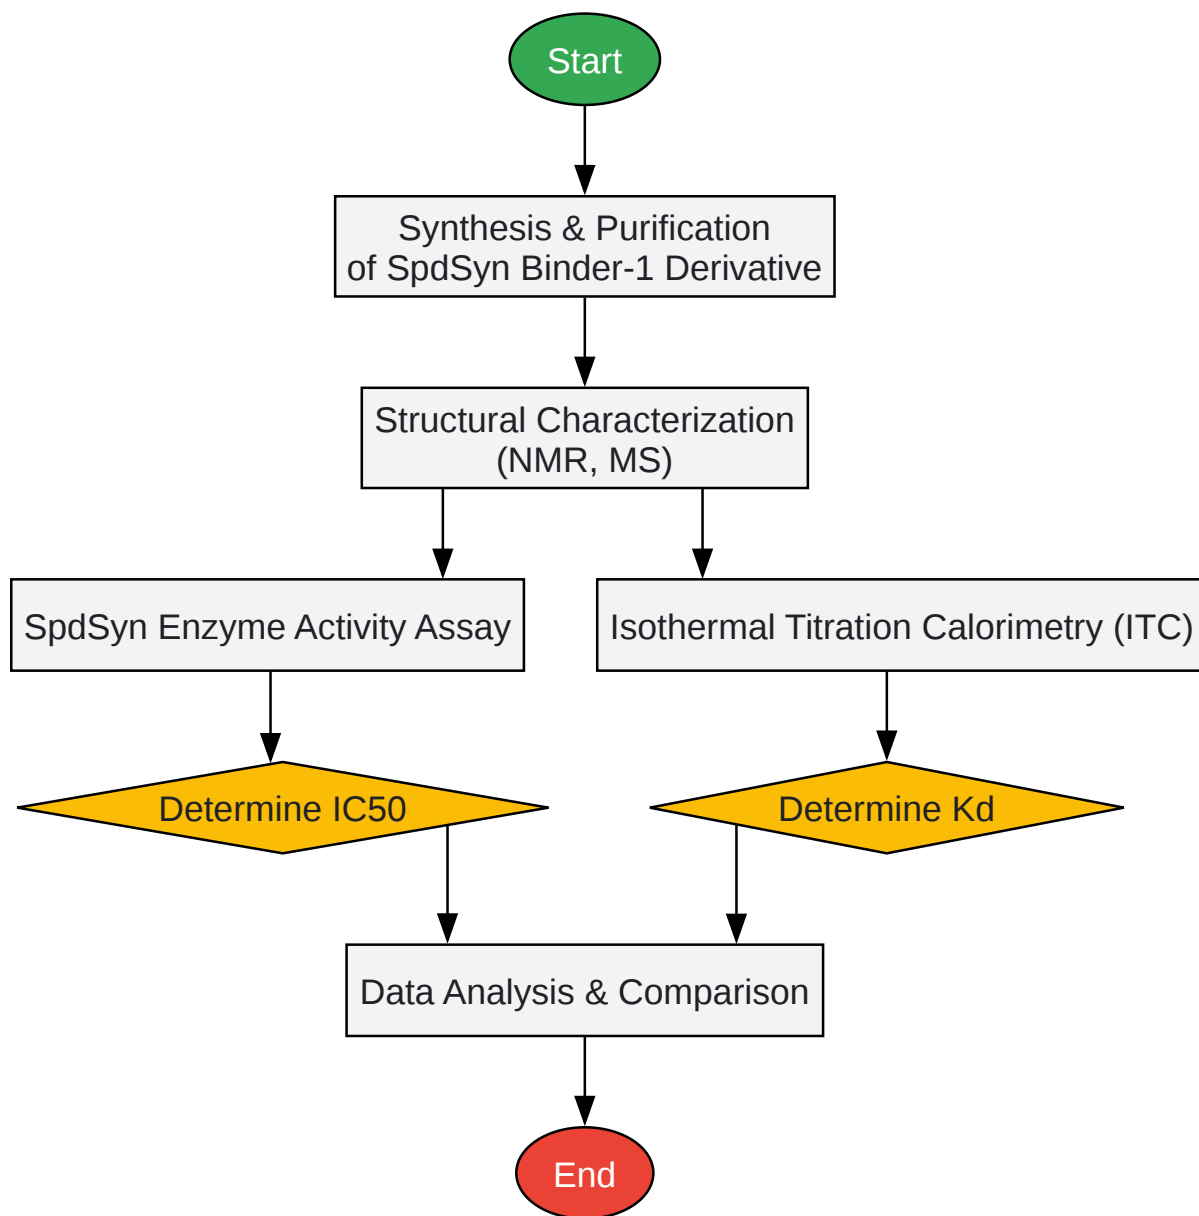 Start
Synthesis & Purification
of SpdSyn Binder-1 Derivative
Structural Characterization
(NMR, MS)
SpdSyn Enzyme Activity Assay
Isothermal Titration Calorimetry (ITC)
Determine IC50
Determine Kd
Data Analysis & Comparison
End